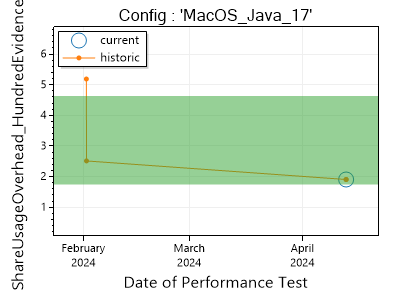 Config : 'MacOS_Java_17'
current
historic
ShareUsageOverhead_HundredEvidence
6
5
4
3
2
1
February
2024
March
2024
April
2024
Date of Performance Test